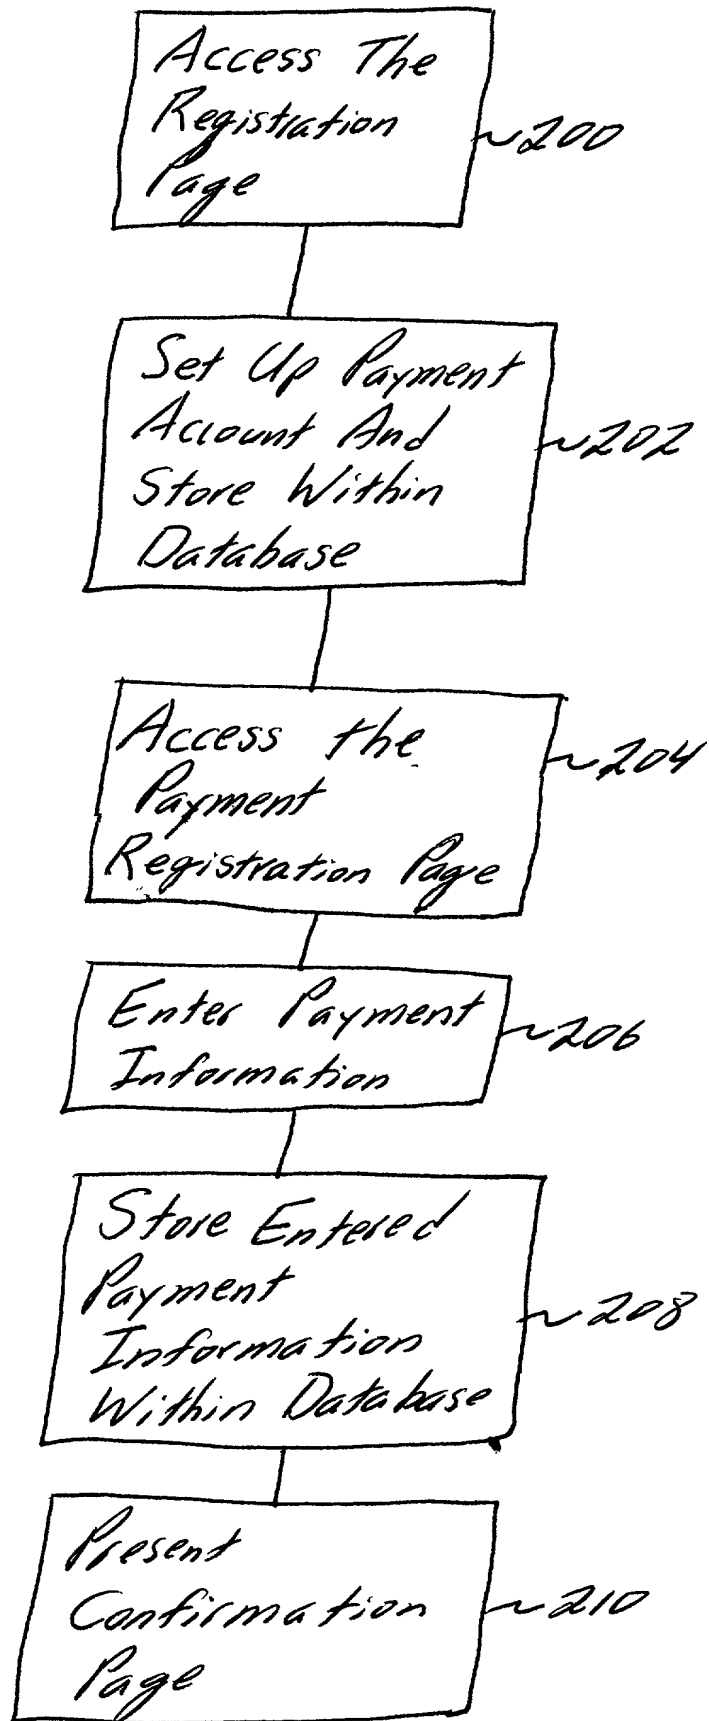 Access The
Registration
Page
~200
Set Up Payment
Account And
Store Within
Database
~202
Access the
Payment
Registration Page
~204
Enter Payment
Information
~206
Store Entered
Payment
Information
Within Database
~208
Present
Confirmation
Page
~210